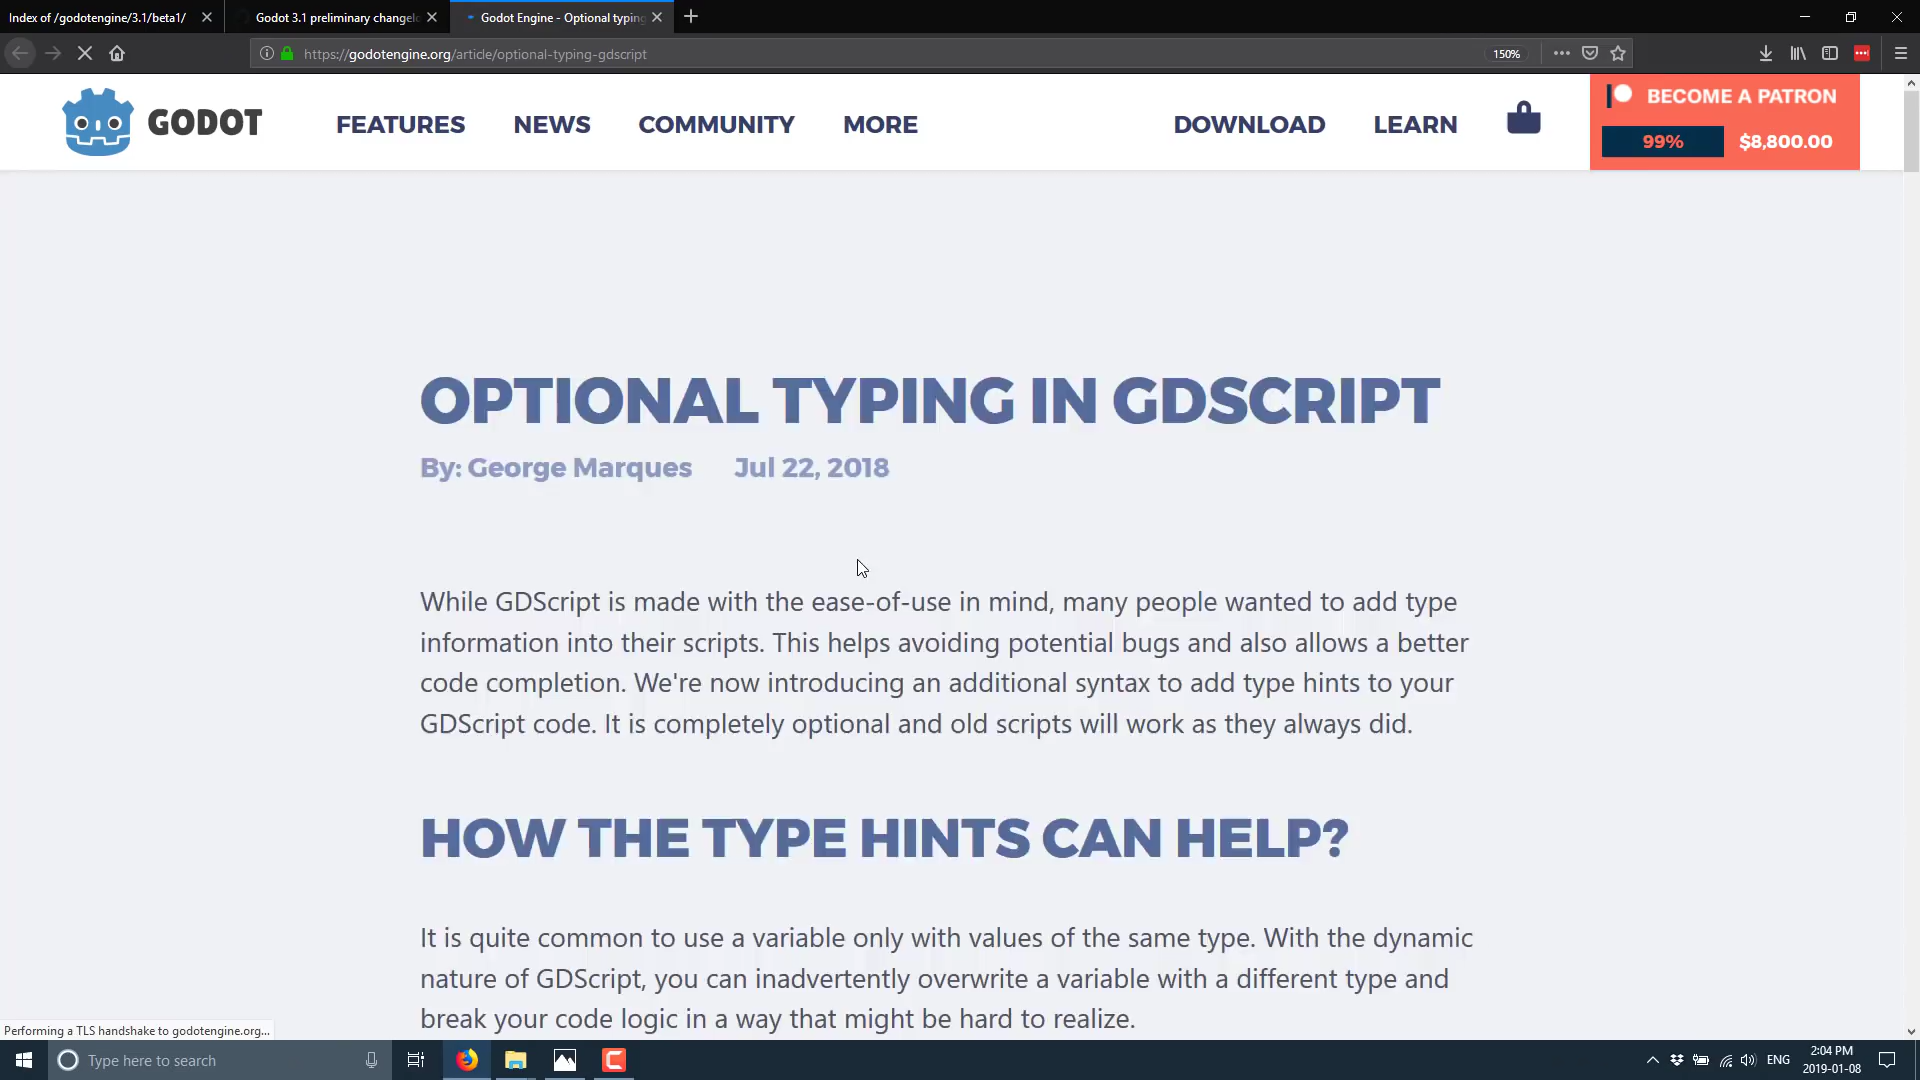 Index of /godotengine/3.1/beta1/
Godot 3.1 preliminary changelo
Godot Engine - Optional typing
https://godotengine.org/article/optional-typing-gdscript
150%
GODOT
FEATURES
NEWS
COMMUNITY
MORE
DOWNLOAD
LEARN
BECOME A PATRON
99%
$8,800.00
OPTIONAL TYPING IN GDSCRIPT
By: George Marques
Jul 22, 2018
While GDScript is made with the ease-of-use in mind, many people wanted to add type
information into their scripts. This helps avoiding potential bugs and also allows a better
code completion. We're now introducing an additional syntax to add type hints to your
GDScript code. It is completely optional and old scripts will work as they always did.
HOW THE TYPE HINTS CAN HELP?
It is quite common to use a variable only with values of the same type. With the dynamic
nature of GDScript, you can inadvertently overwrite a variable with a different type and
break your code logic in a way that might be hard to realize.
Performing a TLS handshake to godotengine.org...
Type here to search
ENG
2:04 PM
2019-01-08